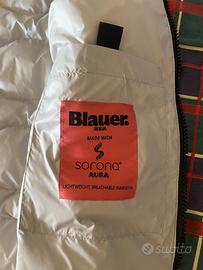 Blauer.
USA
MADE WITH
sorona®
AURA
LIGHTWEIGHT BREATHABLE WARMTH
subito